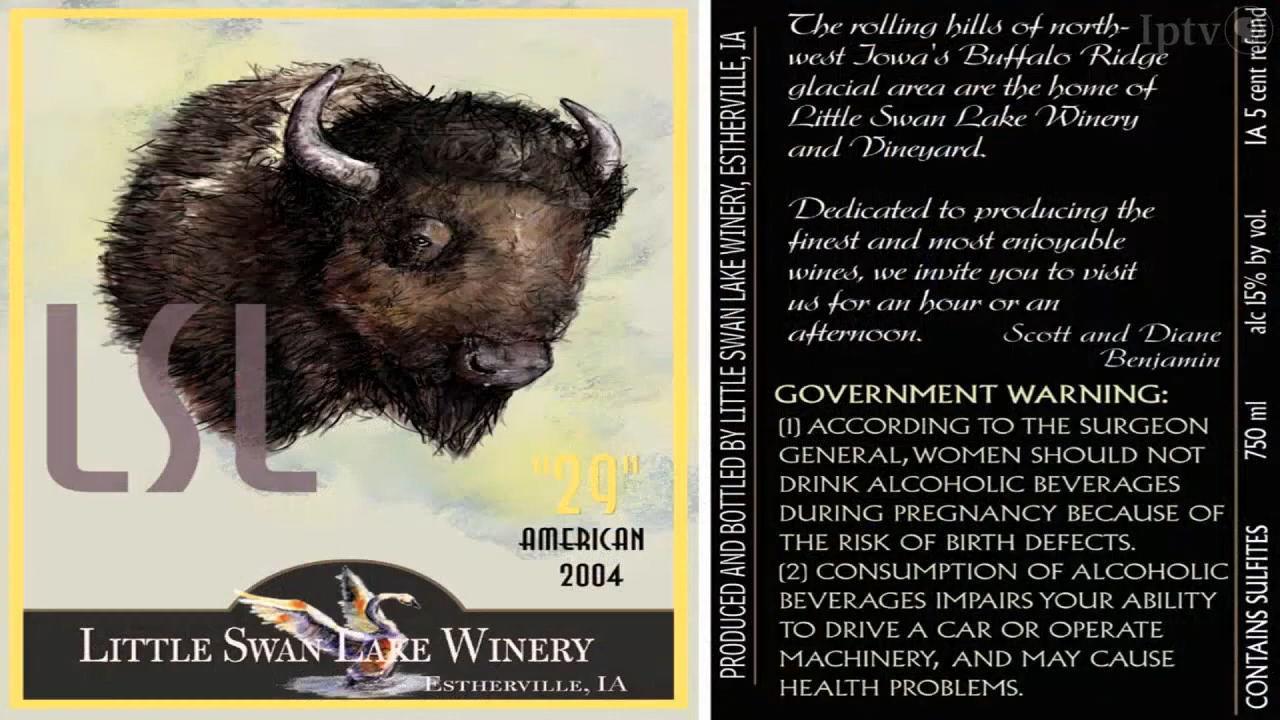 LSL
"29"
AMERICAN
2004
LITTLE SWAN LAKE WINERY
ESTHERVILLE, IA
PRODUCED AND BOTTLED BY LITTLE SWAN LAKE WINERY, ESTHERVILLE, IA
The rolling hills of north-
west Iowa's Buffalo Ridge
glacial area are the home of
Little Swan Lake Winery
and Vineyard.
Dedicated to producing the
finest and most enjoyable
wines, we invite you to visit
us for an hour or an
afternoon.
Scott and Diane
Benjamin
GOVERNMENT WARNING:
(1) ACCORDING TO THE SURGEON
GENERAL, WOMEN SHOULD NOT
DRINK ALCOHOLIC BEVERAGES
DURING PREGNANCY BECAUSE OF
THE RISK OF BIRTH DEFECTS.
(2) CONSUMPTION OF ALCOHOLIC
BEVERAGES IMPAIRS YOUR ABILITY
TO DRIVE A CAR OR OPERATE
MACHINERY, AND MAY CAUSE
HEALTH PROBLEMS.
CONTAINS SULFITES 750 ml alc 15% by vol. IA 5 cent refund
Iptv